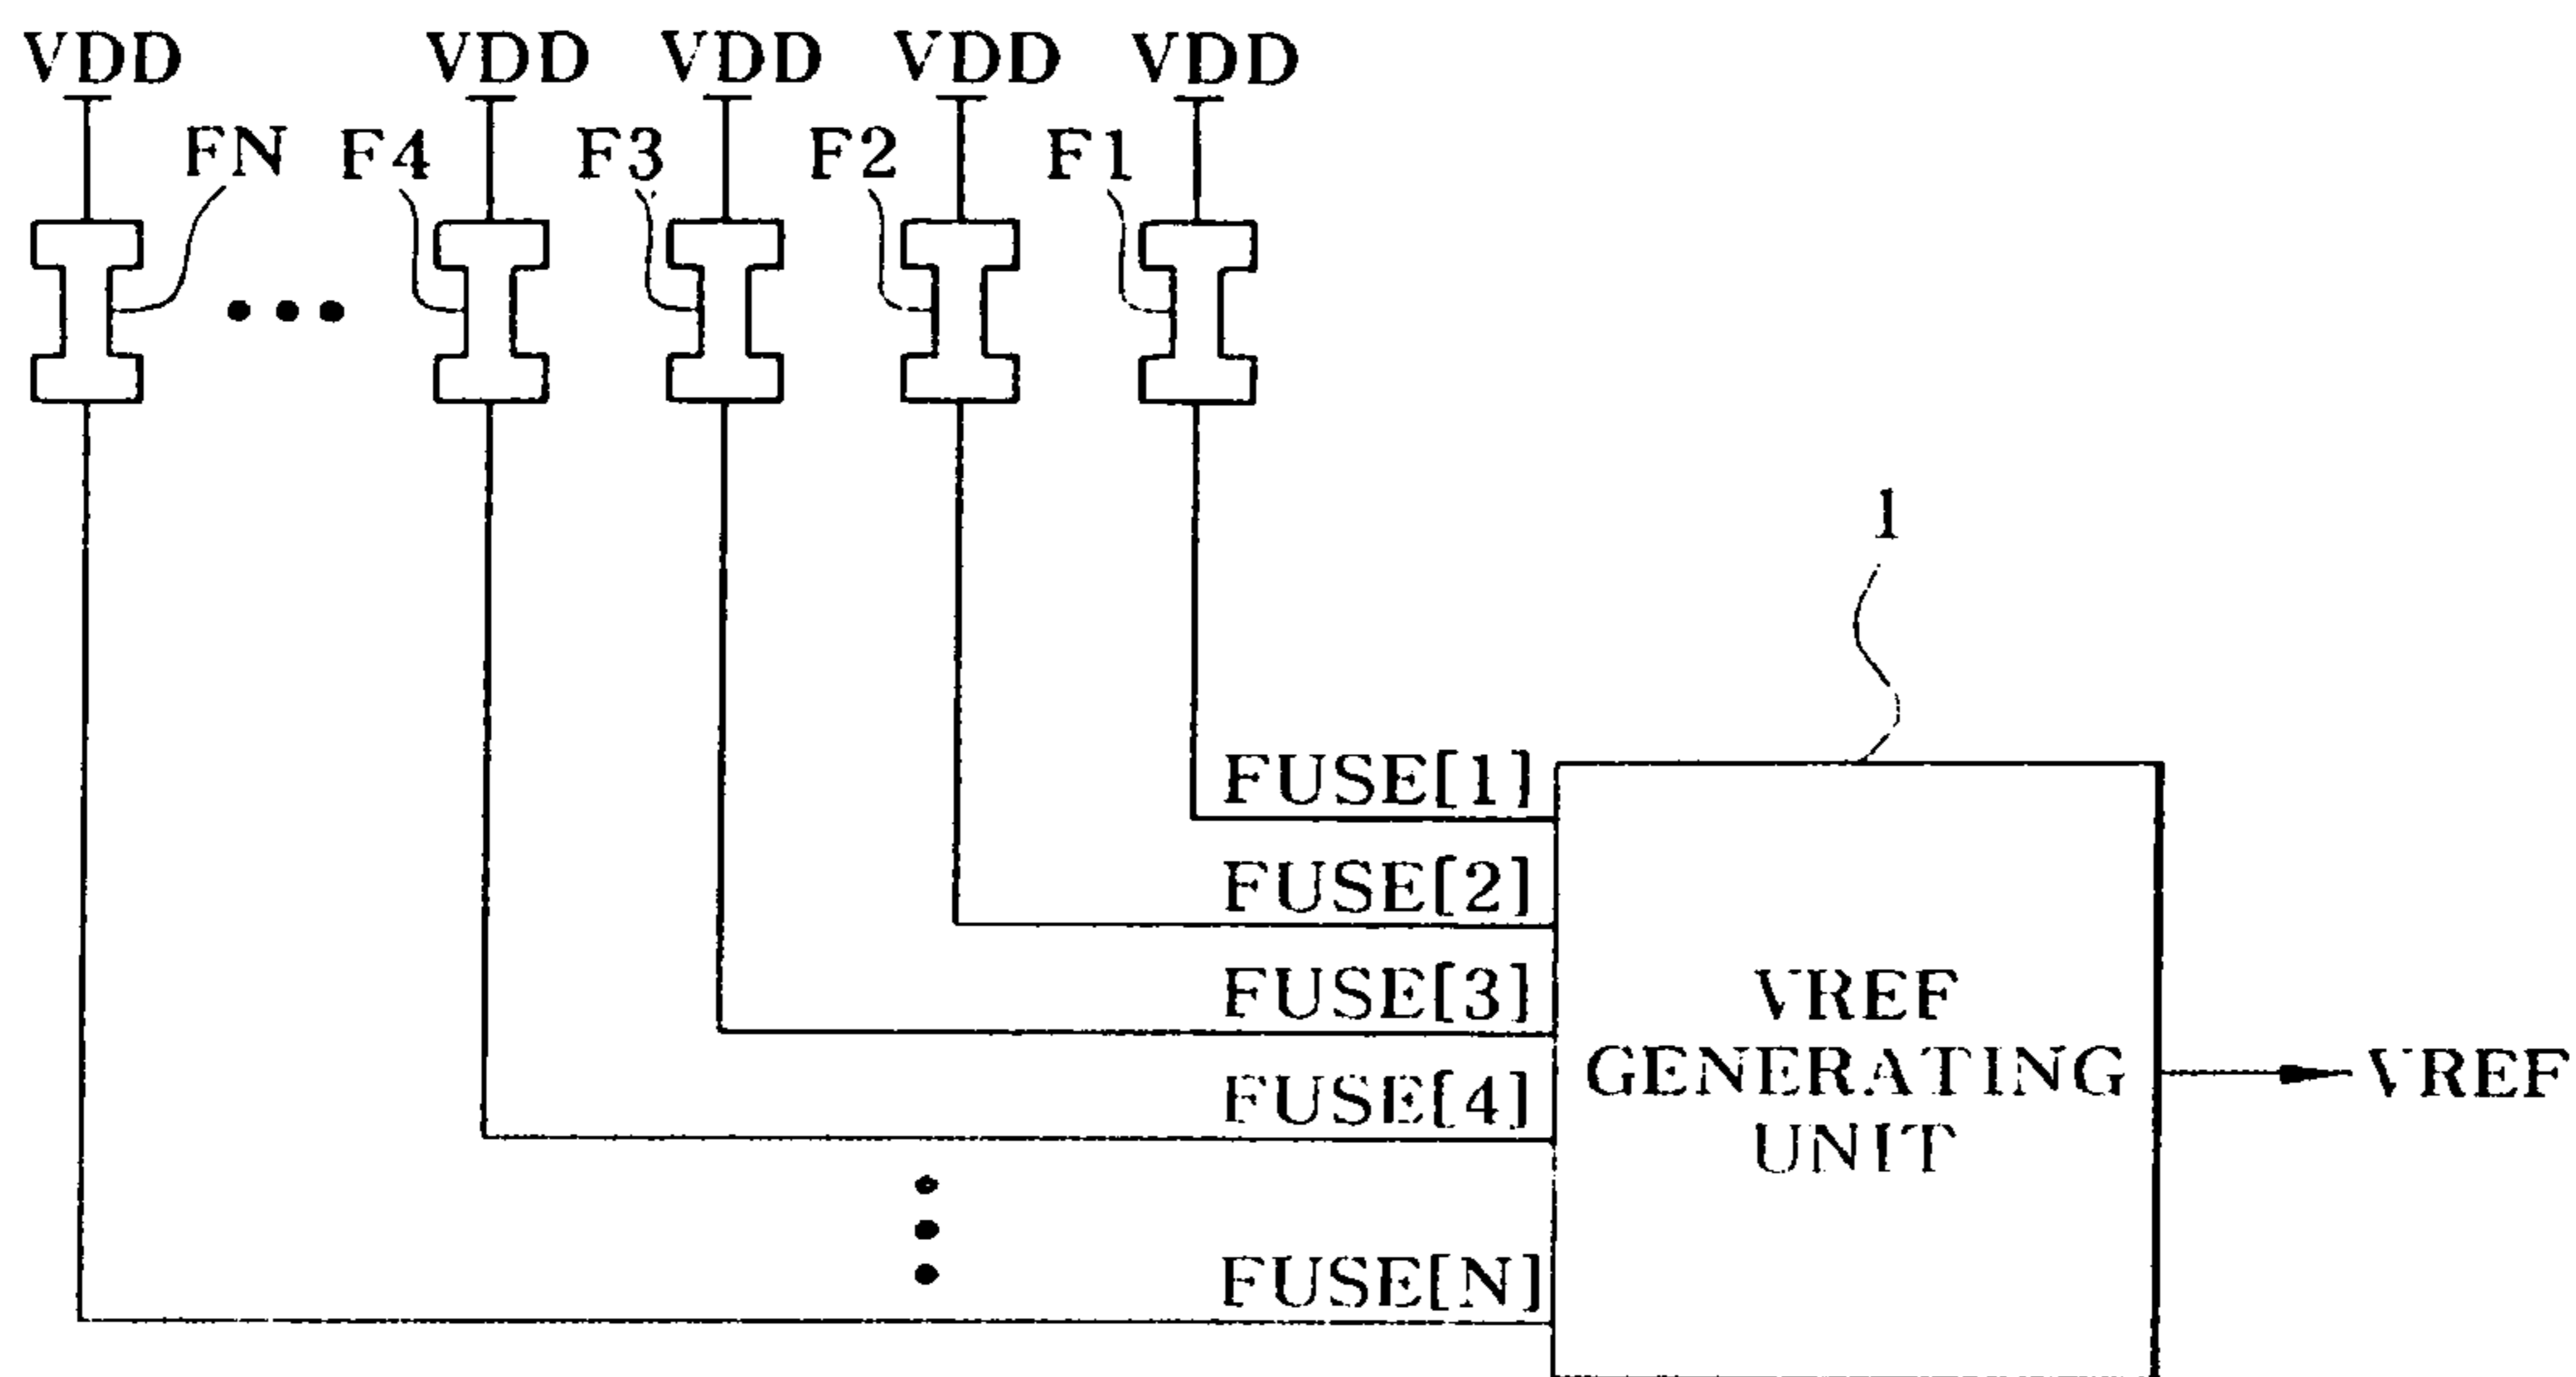 VDD VDD VDD VDD VDD
FN F4 F3 F2 F1
1
FUSE[1]
FUSE[2]
FUSE[3]
FUSE[4]
FUSE[N]
VREF
GENERATING
UNIT
VREF